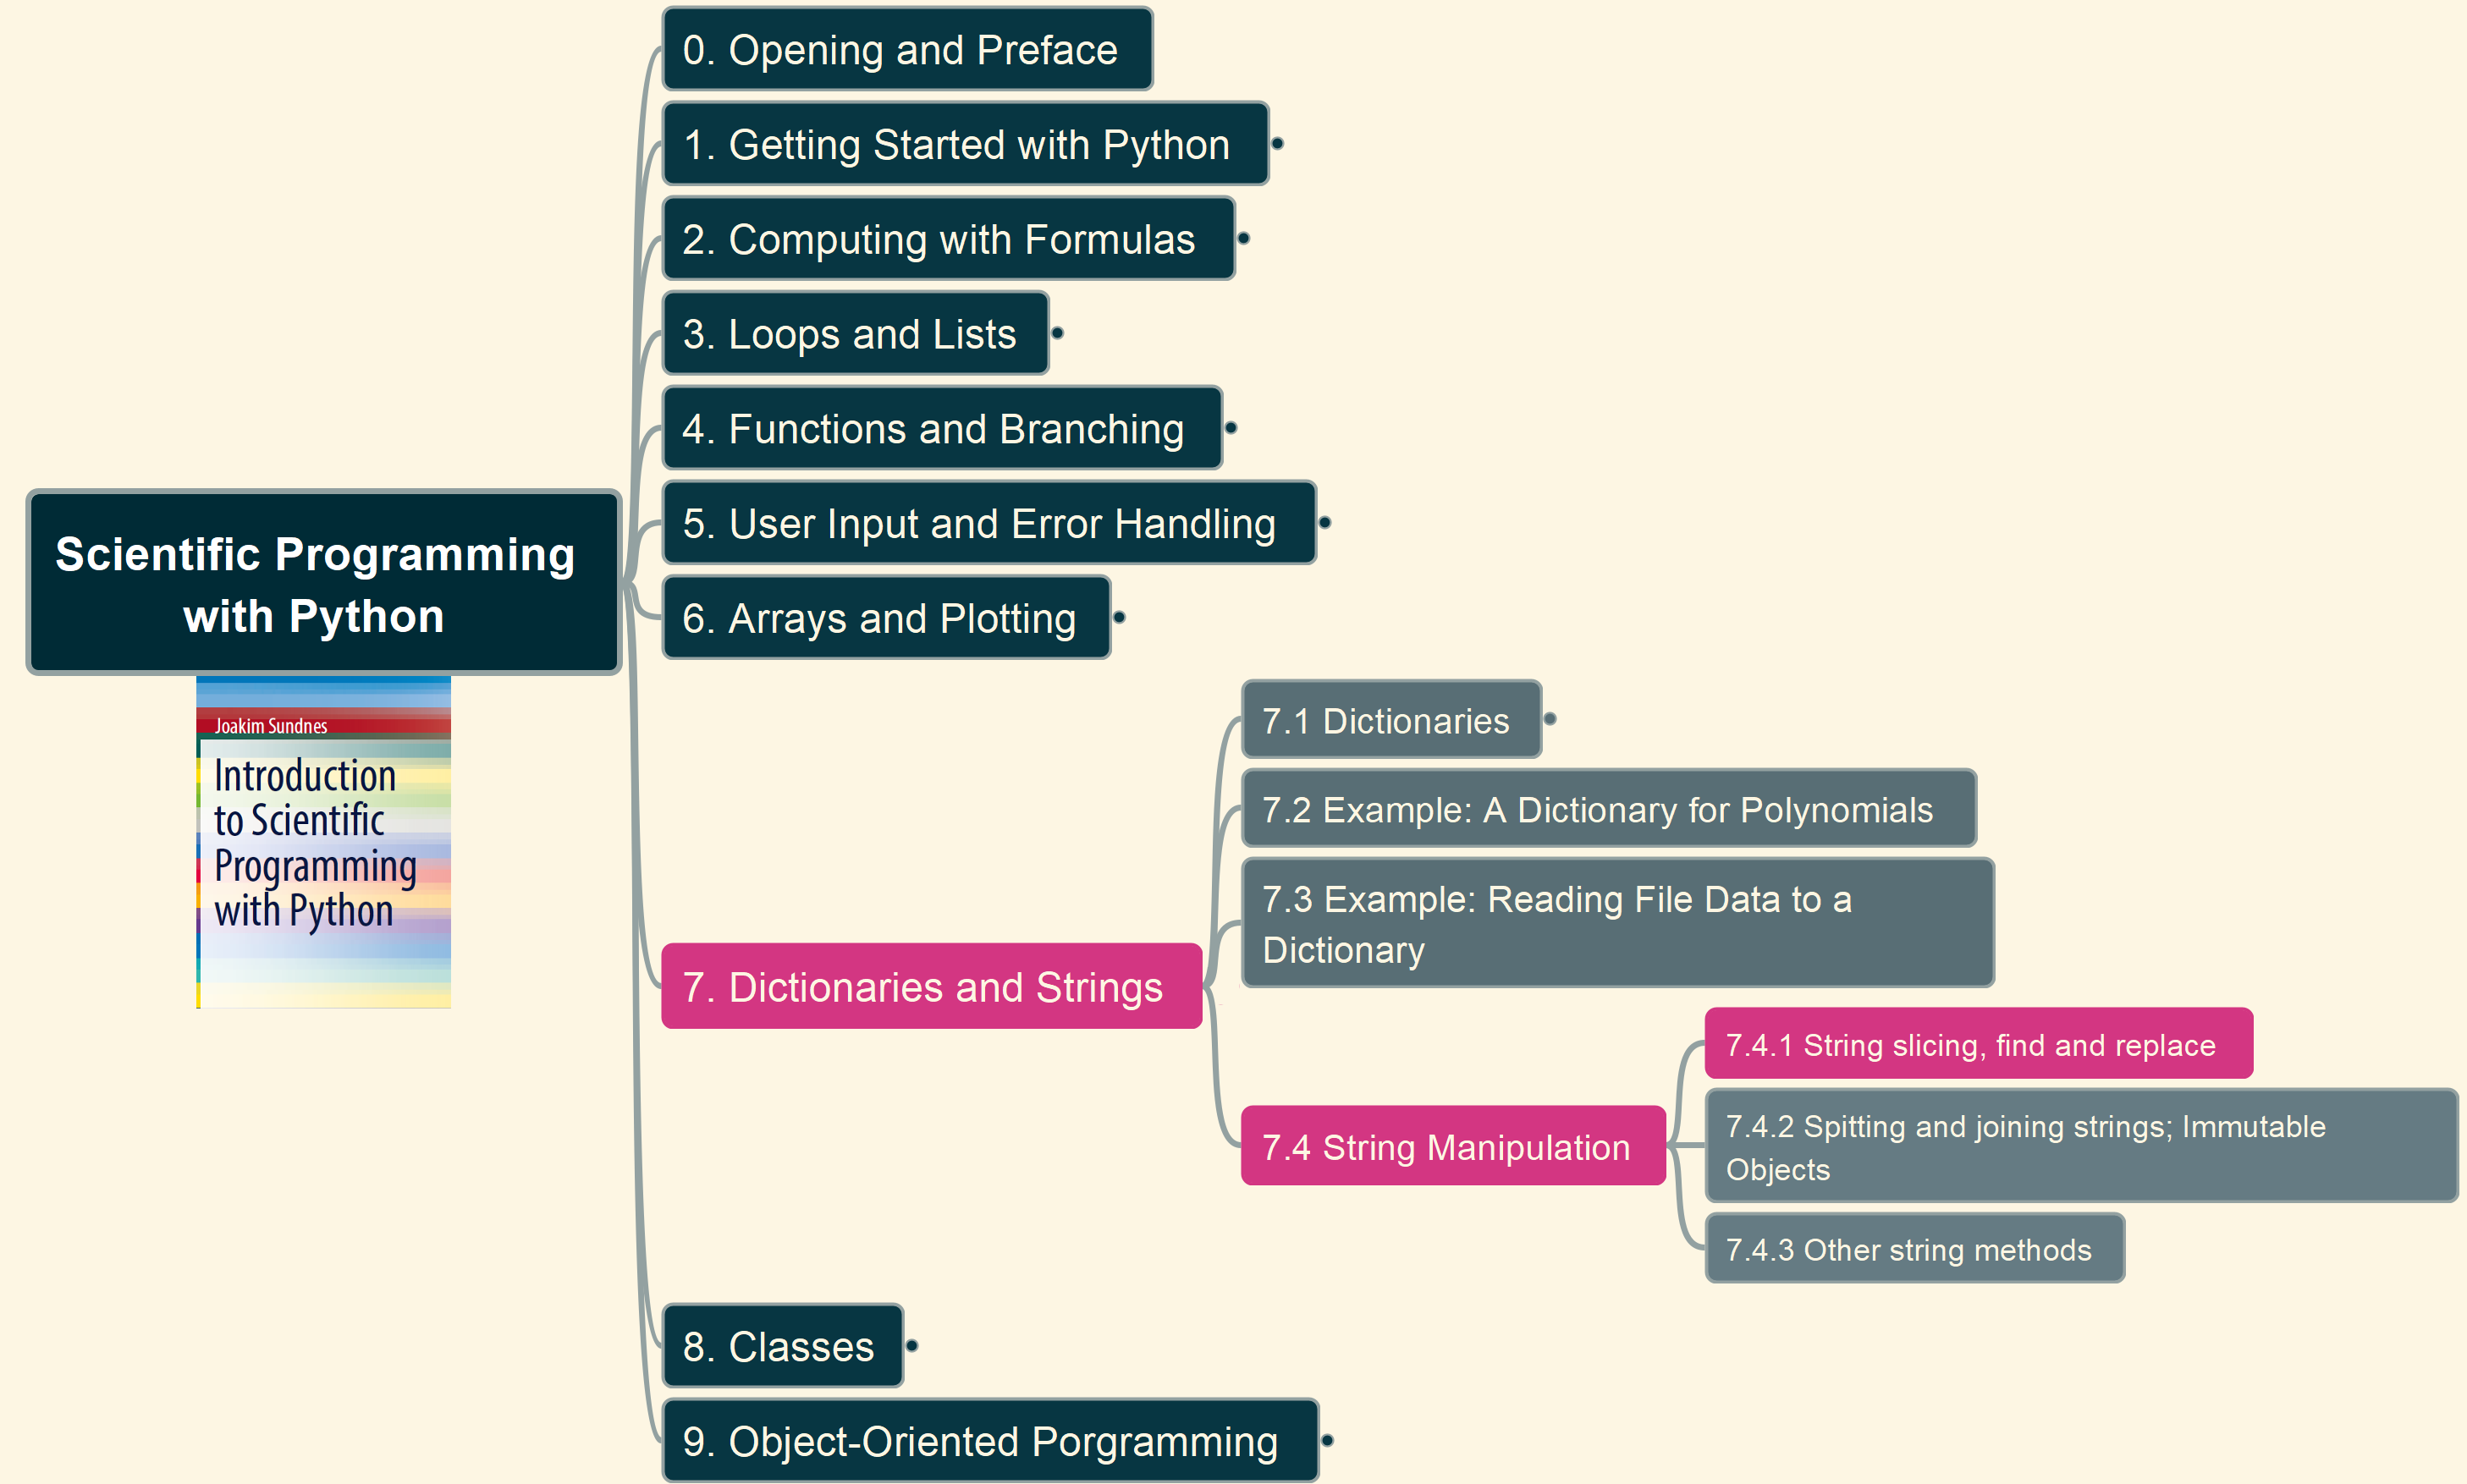 0. Opening and Preface
1. Getting Started with Python
2. Computing with Formulas
3. Loops and Lists
4. Functions and Branching
5. User Input and Error Handling
Scientific Programming
with Python
6. Arrays and Plotting
Joakim Sundnes
Introduction
to Scientific
Programming
with Python
7. Dictionaries and Strings
7.1 Dictionaries
7.2 Example: A Dictionary for Polynomials
7.3 Example: Reading File Data to a
Dictionary
7.4 String Manipulation
7.4.1 String slicing, find and replace
7.4.2 Spitting and joining strings; Immutable
Objects
7.4.3 Other string methods
8. Classes
9. Object-Oriented Porgramming